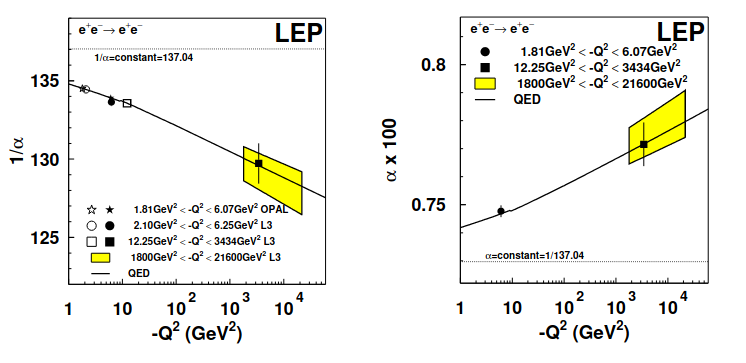 e⁺e⁻ → e⁺e⁻
LEP
1/α=constant=137.04
135
130
125
1/α
1.81GeV² < -Q² < 6.07GeV² OPAL
2.10GeV² < -Q² < 6.25GeV² L3
12.25GeV² < -Q² < 3434GeV² L3
1800GeV² < -Q² < 21600GeV² L3
QED
1 10 10² 10³ 10⁴
-Q² (GeV²)
e⁺e⁻ → e⁺e⁻
LEP
1.81GeV² < -Q² < 6.07GeV²
12.25GeV² < -Q² < 3434GeV²
1800GeV² < -Q² < 21600GeV²
QED
0.8
0.75
α x 100
α=constant=1/137.04
1 10 10² 10³ 10⁴
-Q² (GeV²)